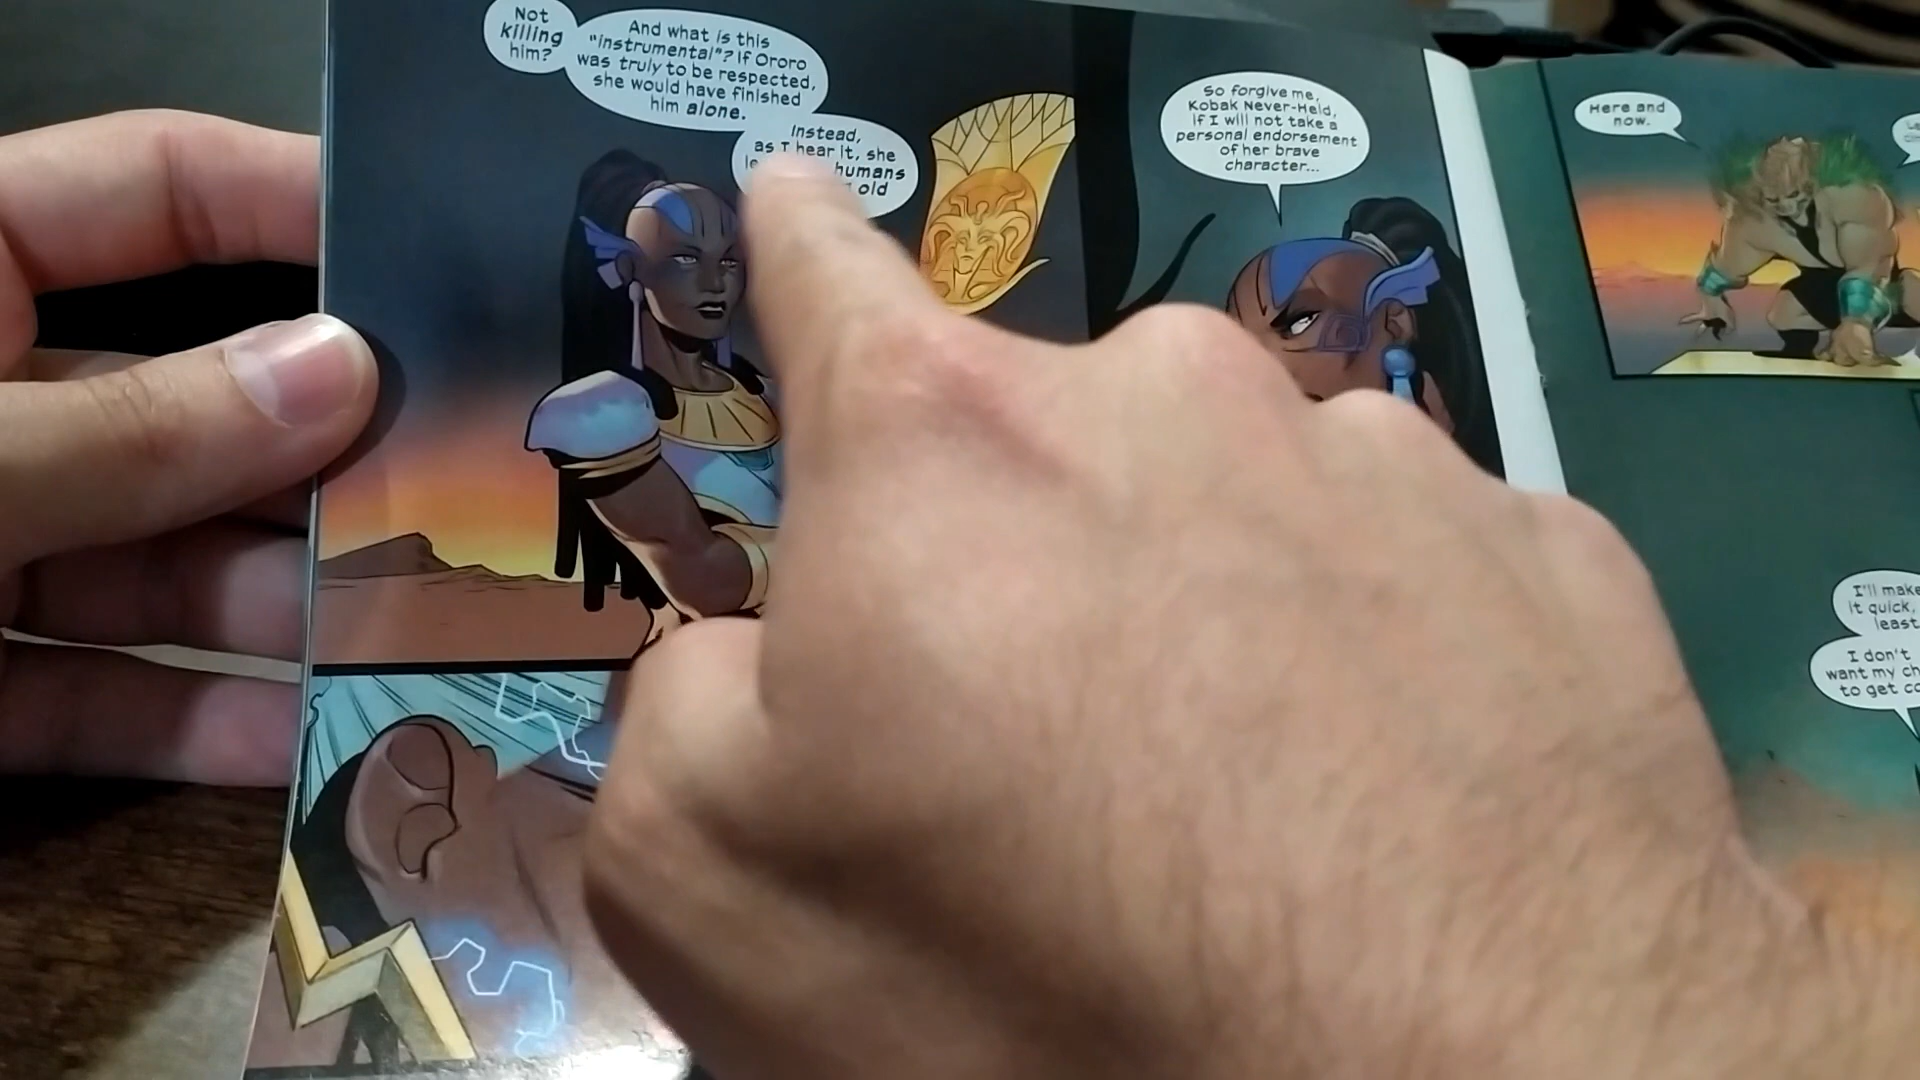 Not
killing
him?
And what is this
"instrumental"? If Ororo
was truly to be respected,
she would have finished
him alone.
Instead,
as I hear it, she
humans
old
So forgive me,
Kobak Never-Held,
if I will not take a
personal endorsement
of her brave
character...
Here and
now.
I'll make
it quick,
least
I don't
want my
to get